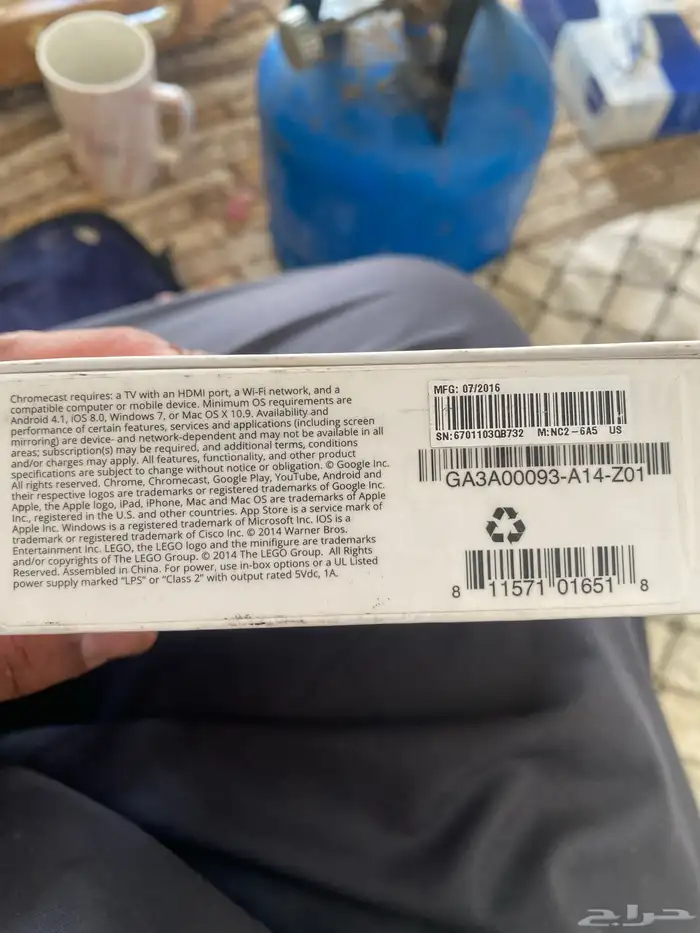 Chromecast requires: a TV with an HDMI port, a Wi-Fi network, and a
compatible computer or mobile device. Minimum OS requirements are
Android 4.1, iOS 8.0, Windows 7, or Mac OS X 10.9. Availability and
performance of certain features, services and applications (including screen
mirroring) are device- and network-dependent and may not be available in all
areas; subscription(s) may be required, and additional terms, conditions
and/or charges may apply. All features, functionality, and other product
specifications are subject to change without notice or obligation. © Google Inc.
All rights reserved. Chrome, Chromecast, Google Play, YouTube, Android and
their respective logos are trademarks or registered trademarks of Google Inc.
Apple, the Apple logo, iPad, iPhone, Mac and Mac OS are trademarks of Apple
Inc., registered in the U.S. and other countries. App Store is a service mark of
Apple Inc. Windows is a registered trademark of Microsoft Inc. IOS is a
trademark or registered trademark of Cisco Inc. © 2014 Warner Bros.
Entertainment Inc. LEGO, the LEGO logo and the minifigure are trademarks
and/or copyrights of The LEGO Group. © 2014 The LEGO Group. All Rights
Reserved. Assembled in China. For power, use in-box options or a UL Listed
power supply marked “LPS” or “Class 2” with output rated 5Vdc, 1A.
MFG: 07/2016
SN:67011030B732 M:NC2-6A5 US
GA3A00093-A14-Z01
8 11571 01651 8
حراج